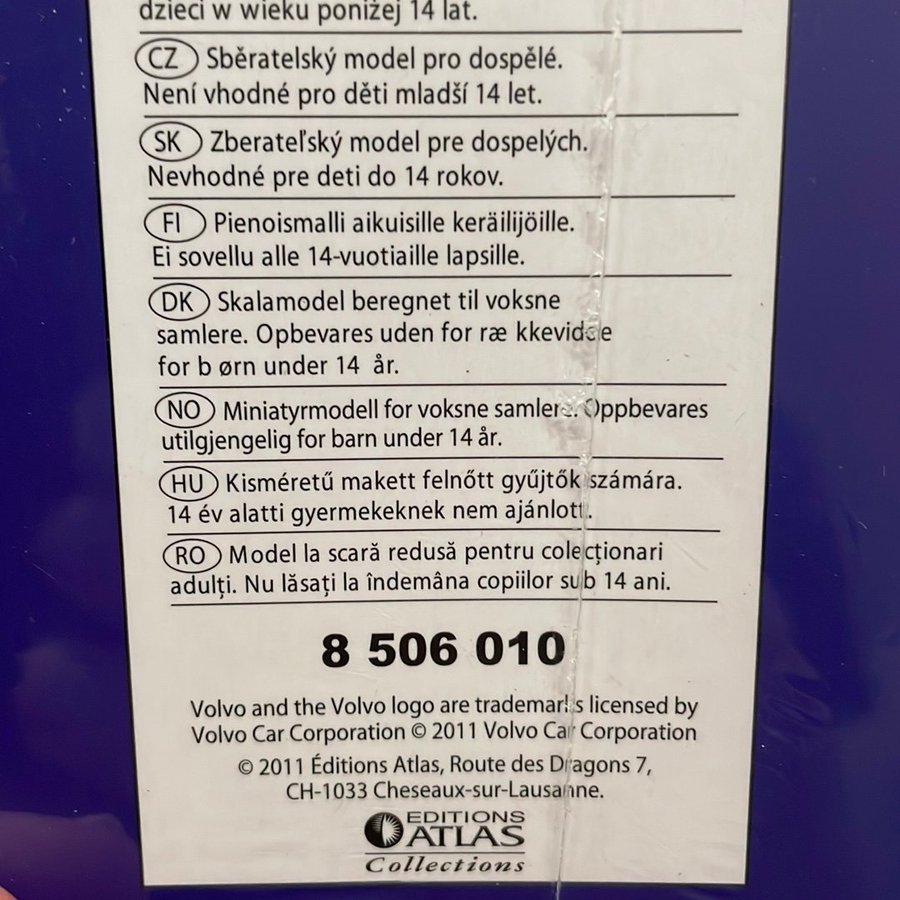 dzieci w wieku poniżej 14 lat.
CZ Sběratelský model pro dospělé.
Není vhodné pro děti mladší 14 let.
SK Zberateľský model pre dospelých.
Nevhodné pre deti do 14 rokov.
FI Pienoismalli aikuisille keräilijöille.
Ei sovellu alle 14-vuotiaille lapsille.
DK Skalamodel beregnet til voksne
samlere. Opbevares uden for ræ kkevidde
for b ørn under 14 år.
NO Miniatyrmodell for voksne samlere. Oppbevares
utilgjengelig for barn under 14 år.
HU Kisméretű makett felnőtt gyűjtők számára.
14 év alatti gyermekeknek nem ajánlott.
RO Model la scară redusă pentru colecționari
adulți. Nu lăsați la îndemâna copiilor sub 14 ani.
8 506 010
Volvo and the Volvo logo are trademarks licensed by
Volvo Car Corporation © 2011 Volvo Car Corporation
© 2011 Éditions Atlas, Route des Dragons 7,
CH-1033 Cheseaux-sur-Lausanne.
EDITIONS
ATLAS
Collections